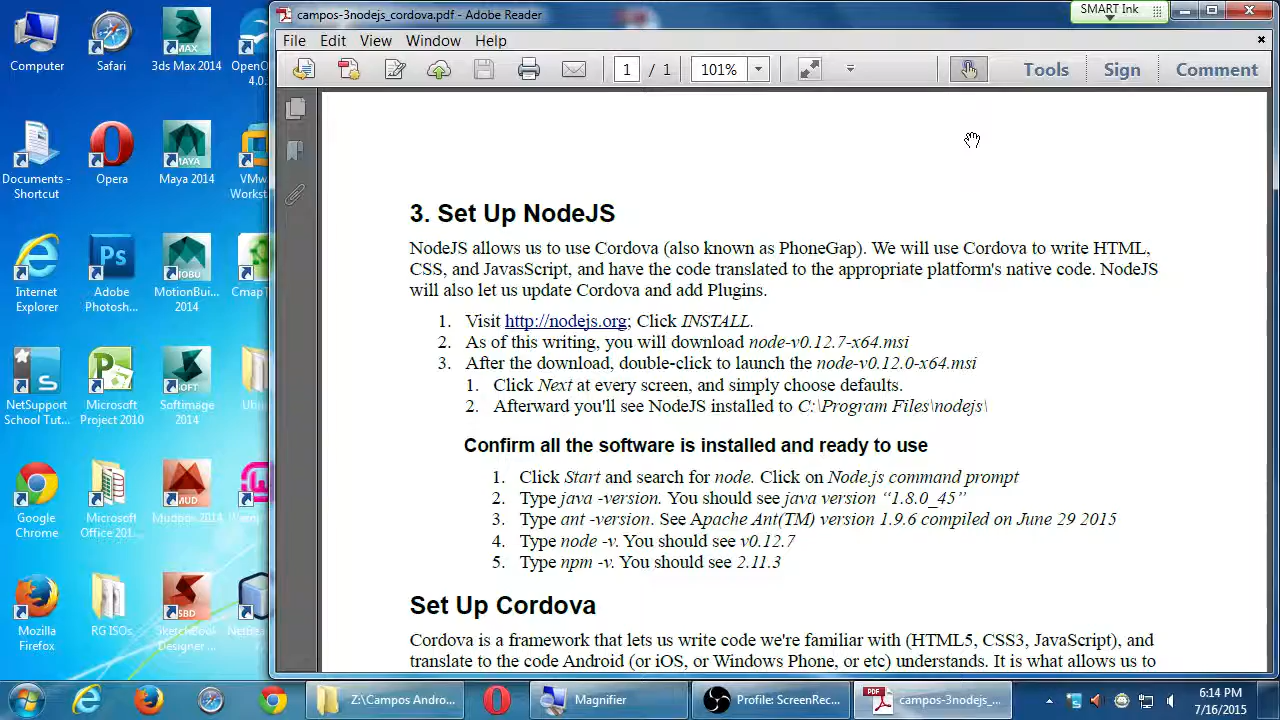 campos-3nodejs_cordova.pdf - Adobe Reader
SMART Ink
File Edit View Window Help
1 / 1 101% Tools Sign Comment
Computer
Safari
3ds Max 2014
OpenO
4.0.
Documents -
Shortcut
Opera
Maya 2014
VMw
Workst
Internet
Explorer
Adobe
Photosh...
MotionBui...
2014
CmapT
NetSupport
School Tut...
Microsoft
Project 2010
Softimage
2014
Google
Chrome
Microsoft
Office 201...
Mudbox 2014
Mozilla
Firefox
RG ISOs
SketchBook
Designer ...
NetBe
3. Set Up NodeJS
NodeJS allows us to use Cordova (also known as PhoneGap). We will use Cordova to write HTML,
CSS, and JavasScript, and have the code translated to the appropriate platform's native code. NodeJS
will also let us update Cordova and add Plugins.
1. Visit http://nodejs.org; Click INSTALL.
2. As of this writing, you will download node-v0.12.7-x64.msi
3. After the download, double-click to launch the node-v0.12.0-x64.msi
1. Click Next at every screen, and simply choose defaults.
2. Afterward you'll see NodeJS installed to C:\Program Files\nodejs\
Confirm all the software is installed and ready to use
1. Click Start and search for node. Click on Node.js command prompt
2. Type java -version. You should see java version “1.8.0_45”
3. Type ant -version. See Apache Ant(TM) version 1.9.6 compiled on June 29 2015
4. Type node -v. You should see v0.12.7
5. Type npm -v. You should see 2.11.3
Set Up Cordova
Cordova is a framework that lets us write code we're familiar with (HTML5, CSS3, JavaScript), and
translate to the code Android (or iOS, or Windows Phone, or etc) understands. It is what allows us to
Z:\Campos Andro...
Magnifier
Profile: ScreenRec...
campos-3nodejs_...
6:14 PM
7/16/2015